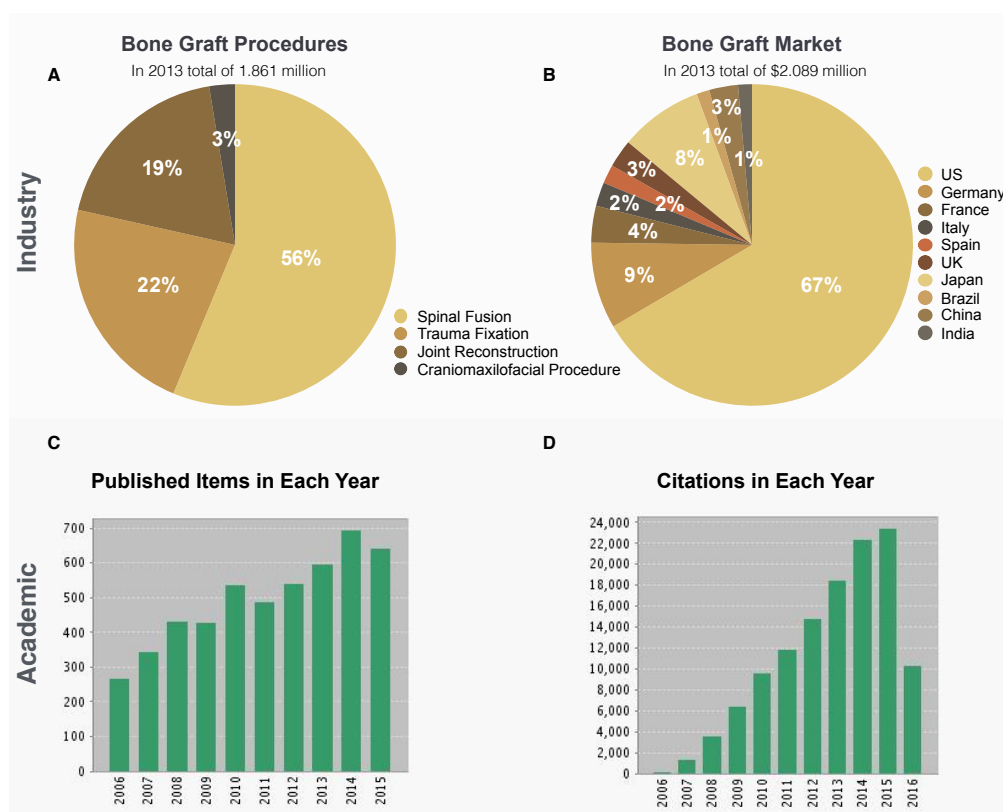 Bone Graft Procedures
A
In 2013 total of 1.861 million
3%
19%
56%
22%
Spinal Fusion
Trauma Fixation
Joint Reconstruction
Craniomaxilofacial Procedure
Bone Graft Market
B
In 2013 total of $2.089 million
3%
1%
1%
8%
3%
2%
2%
4%
9%
67%
US
Germany
France
Italy
Spain
UK
Japan
Brazil
China
India
Industry
C
Published Items in Each Year
700
600
500
400
300
200
100
0
2006
2007
2008
2009
2010
2011
2012
2013
2014
2015
D
Citations in Each Year
24,000
22,000
20,000
18,000
16,000
14,000
12,000
10,000
8,000
6,000
4,000
2,000
0
2006
2007
2008
2009
2010
2011
2012
2013
2014
2015
2016
Academic